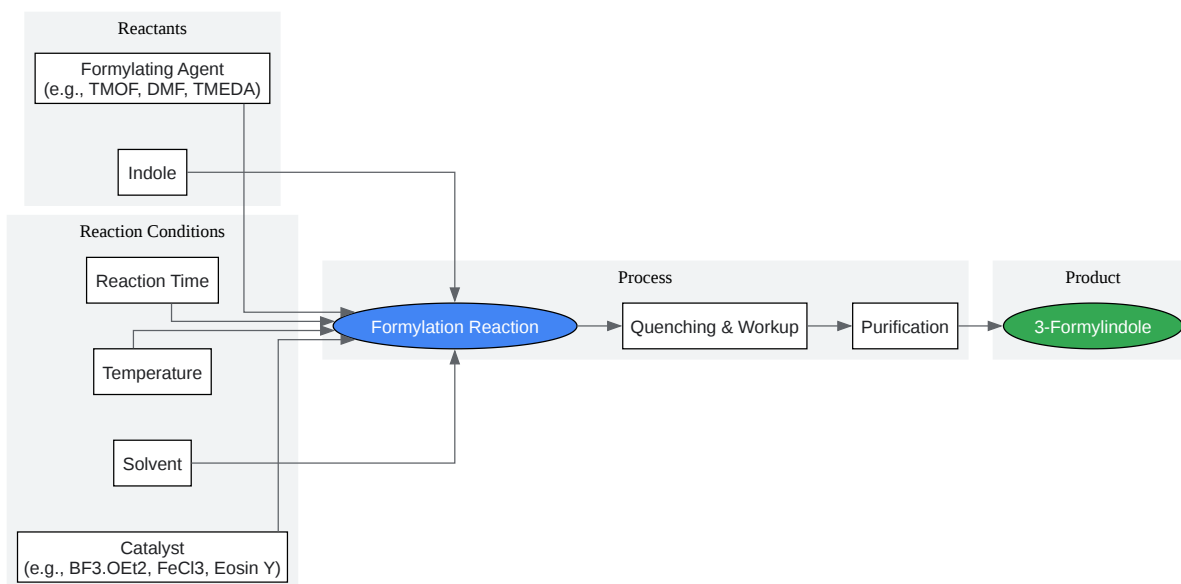 Reactants
Formylating Agent
(e.g., TMOF, DMF, TMEDA)
Indole
Reaction Conditions
Reaction Time
Temperature
Solvent
Catalyst
(e.g., BF3.OEt2, FeCl3, Eosin Y)
Process
Formylation Reaction
Quenching & Workup
Purification
Product
3-Formylindole